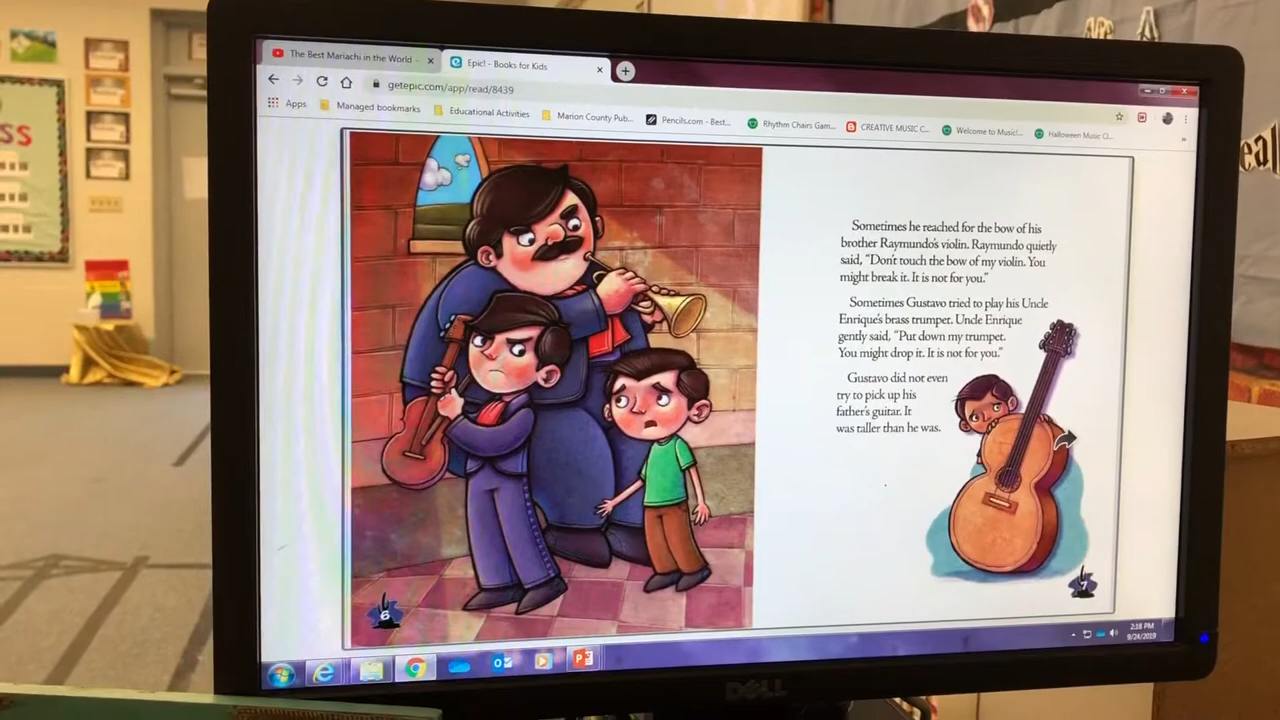 The Best Mariachi in the World -
Epic! - Books for Kids
getepic.com/app/read/8439
Apps
Managed bookmarks
Educational Activities
Marion County Pub...
Pencils.com - Best...
Rhythm Chairs Gam...
CREATIVE MUSIC C...
Welcome to Music!...
Halloween Music Cl...
Sometimes he reached for the bow of his
brother Raymundo's violin. Raymundo quietly
said, "Don't touch the bow of my violin. You
might break it. It is not for you."
Sometimes Gustavo tried to play his Uncle
Enrique's brass trumpet. Uncle Enrique
gently said, "Put down my trumpet.
You might drop it. It is not for you."
Gustavo did not even
try to pick up his
father's guitar. It
was taller than he was.
6
7
2:18 PM
9/24/2019
DELL